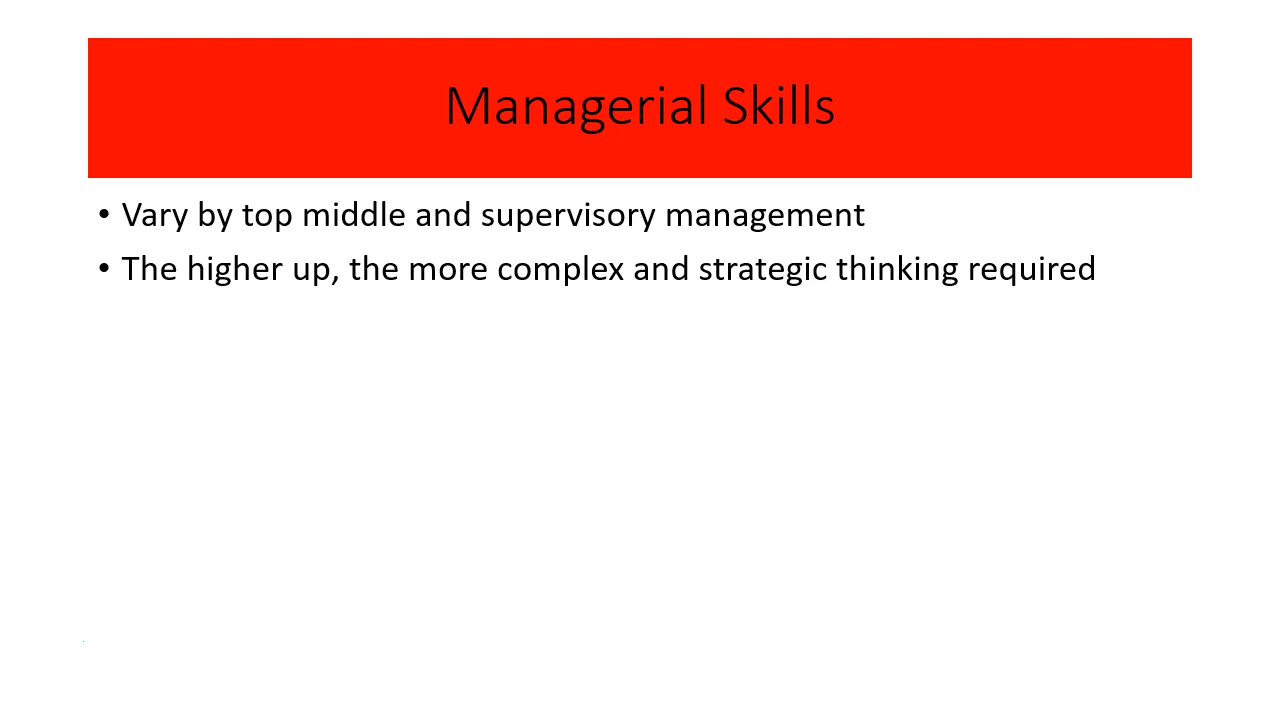 Managerial Skills
• Vary by top middle and supervisory management
• The higher up, the more complex and strategic thinking required